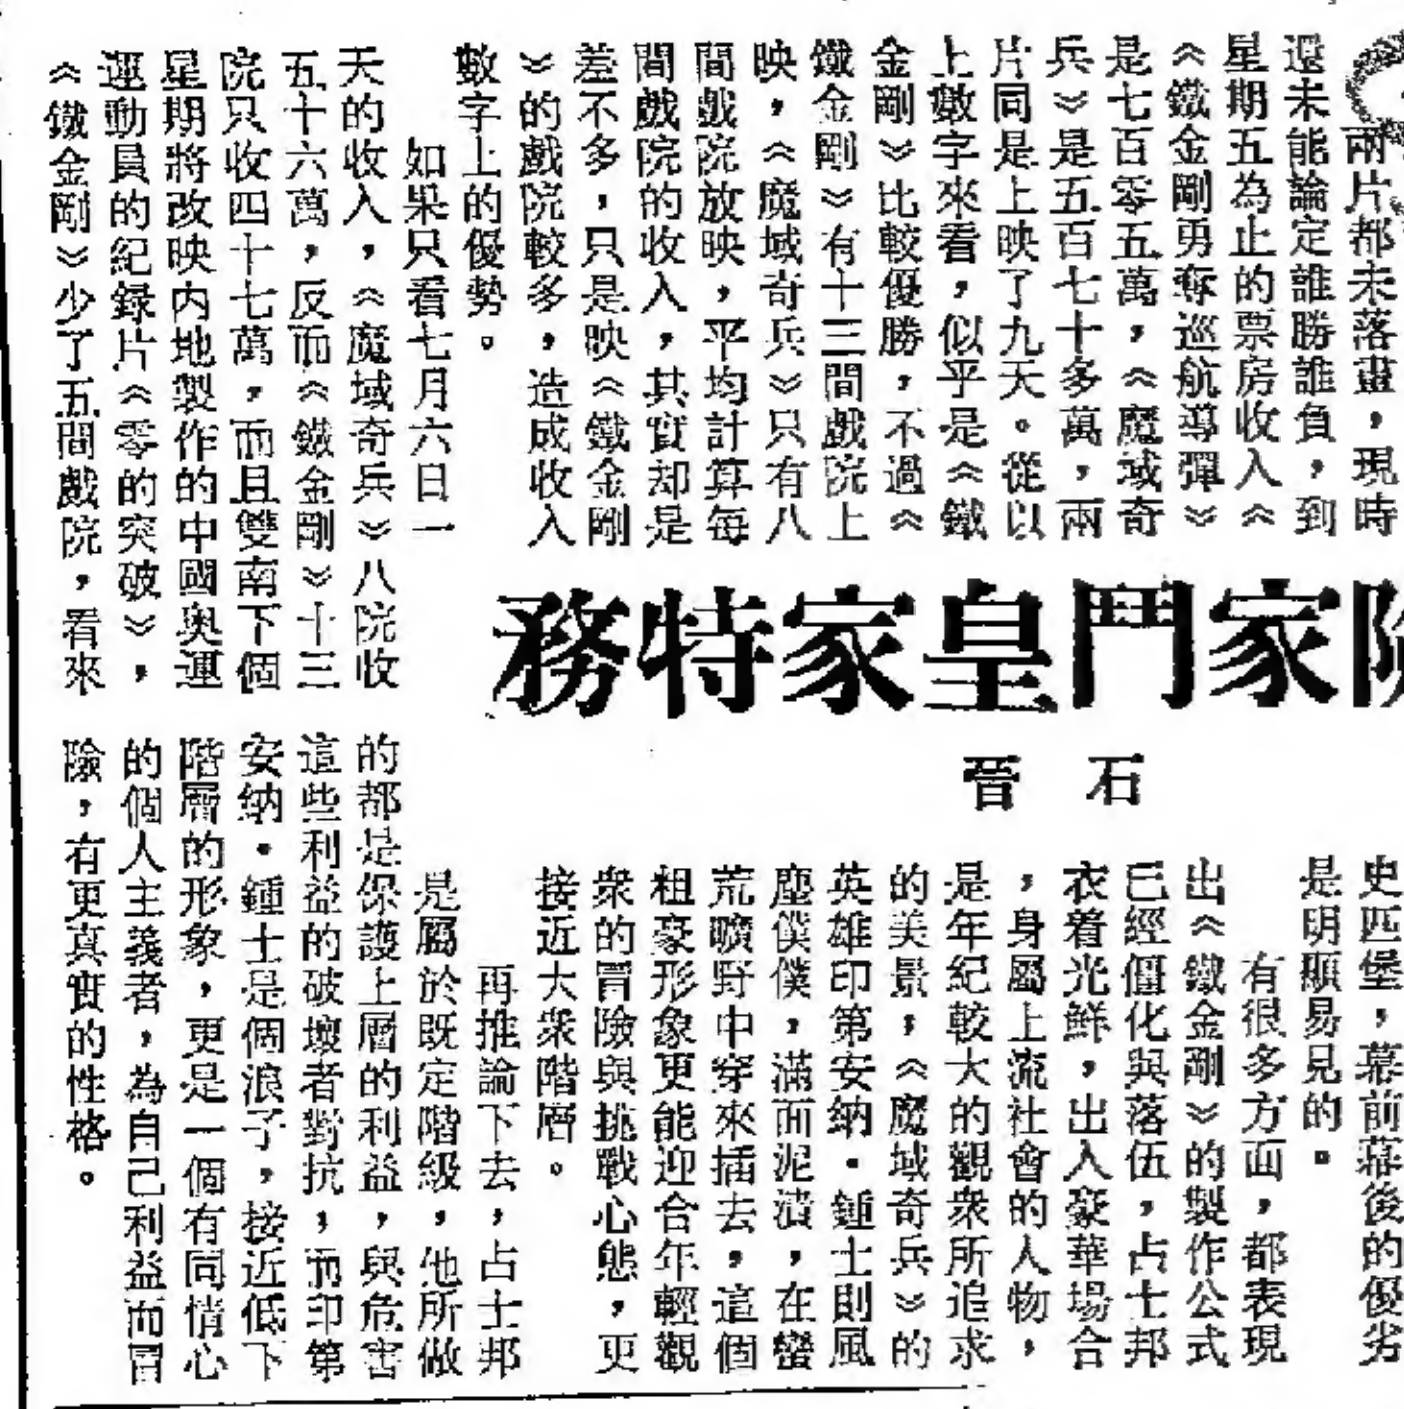 兩片都未落畫，現時
還未能論定誰勝誰負，到
星期五為止的票房收入《
《鐵金剛勇奪巡航導彈》
是七百零五萬，《魔域奇
兵》是五百七十多萬，兩
片同是上映了九天。從以
上數字來看，似乎是《鐵
金剛》比較優勝，不過《
鐵金剛》有十三間戲院上
映，《魔域奇兵》只有八
間戲院放映，平均計算每
間戲院的收入，其實却是
差不多，只是映《鐵金剛
》的戲院較多，造成收入
數字上的優勢。
如果只看七月六日一
天的收入，《魔域奇兵》八院收
五十六萬，反而《鐵金剛》十三
院只收四十七萬，而且雙南下個
星期將改映內地製作的中國奧運
運動員的紀録片《零的突破》，
《鐵金剛》少了五間戲院，看來
險家鬥皇家特務
石晉
史匹堡，幕前幕後的優劣
是明顯易見的。
有很多方面，都表現
出《鐵金剛》的製作公式
已經僵化與落伍，占士邦
衣着光鮮，出入豪華場合
，身屬上流社會的人物，
是年紀較大的觀衆所追求
的美景，《魔域奇兵》的
英雄印第安納・鍾士則風
塵僕僕，滿面泥漬，在蠻
荒曠野中穿來插去，這個
粗豪形象更能迎合年輕觀
衆的冒險與挑戰心態，更
接近大衆階層。
再推論下去，占士邦
是屬於既定階級，他所做
的都是保護上層的利益，與危害
這些利益的破壞者對抗，而印第
安納・鍾士是個浪子，接近低下
階層的形象，更是一個有同情心
的個人主義者，為自己利益而冒
險，有更真實的性格。